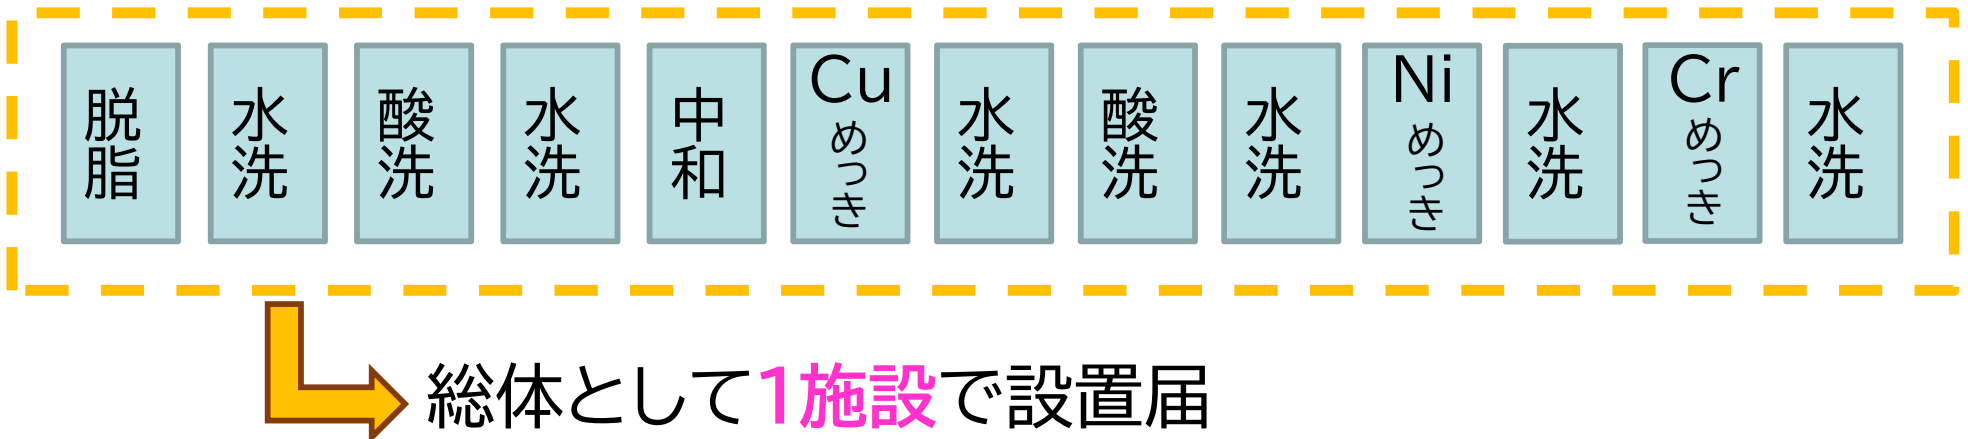 脱脂
水洗
酸洗
水洗
中和
Cuめっき
水洗
酸洗
水洗
Niめっき
水洗
Crめっき
水洗
総体として1施設で設置届